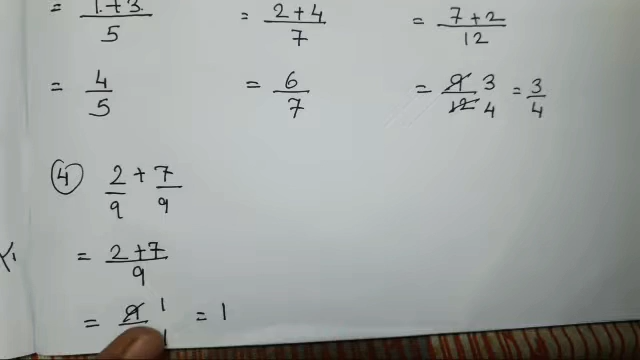 = 1+3/5
= 2+4/7
= 7+2/12
= 4/5
= 6/7
= 9/12 3/4 = 3/4
④ 2/9 + 7/9
= 2+7/9
= 9 1/1 = 1